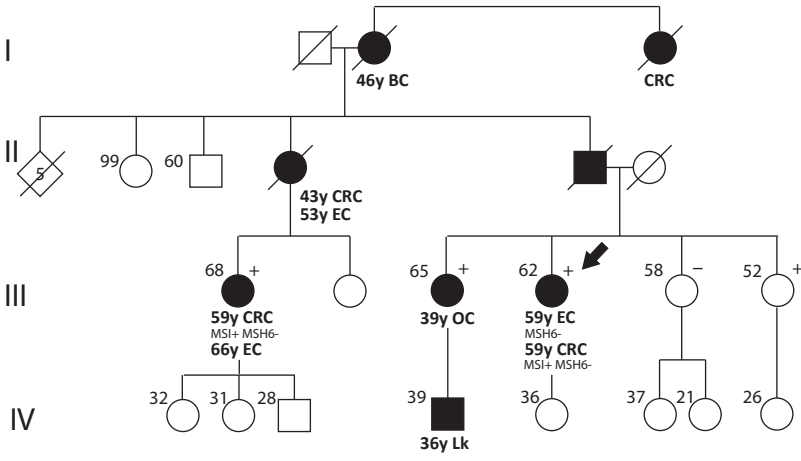 I
46y BC
CRC
II
5
99
60
43y CRC
53y EC
III
68 +
65 +
62 +
58 −
52 +
59y CRC
MSI+ MSH6-
66y EC
39y OC
59y EC
MSH6-
59y CRC
MSI+ MSH6-
IV
32
31
28
39
36
37
21
26
36y Lk